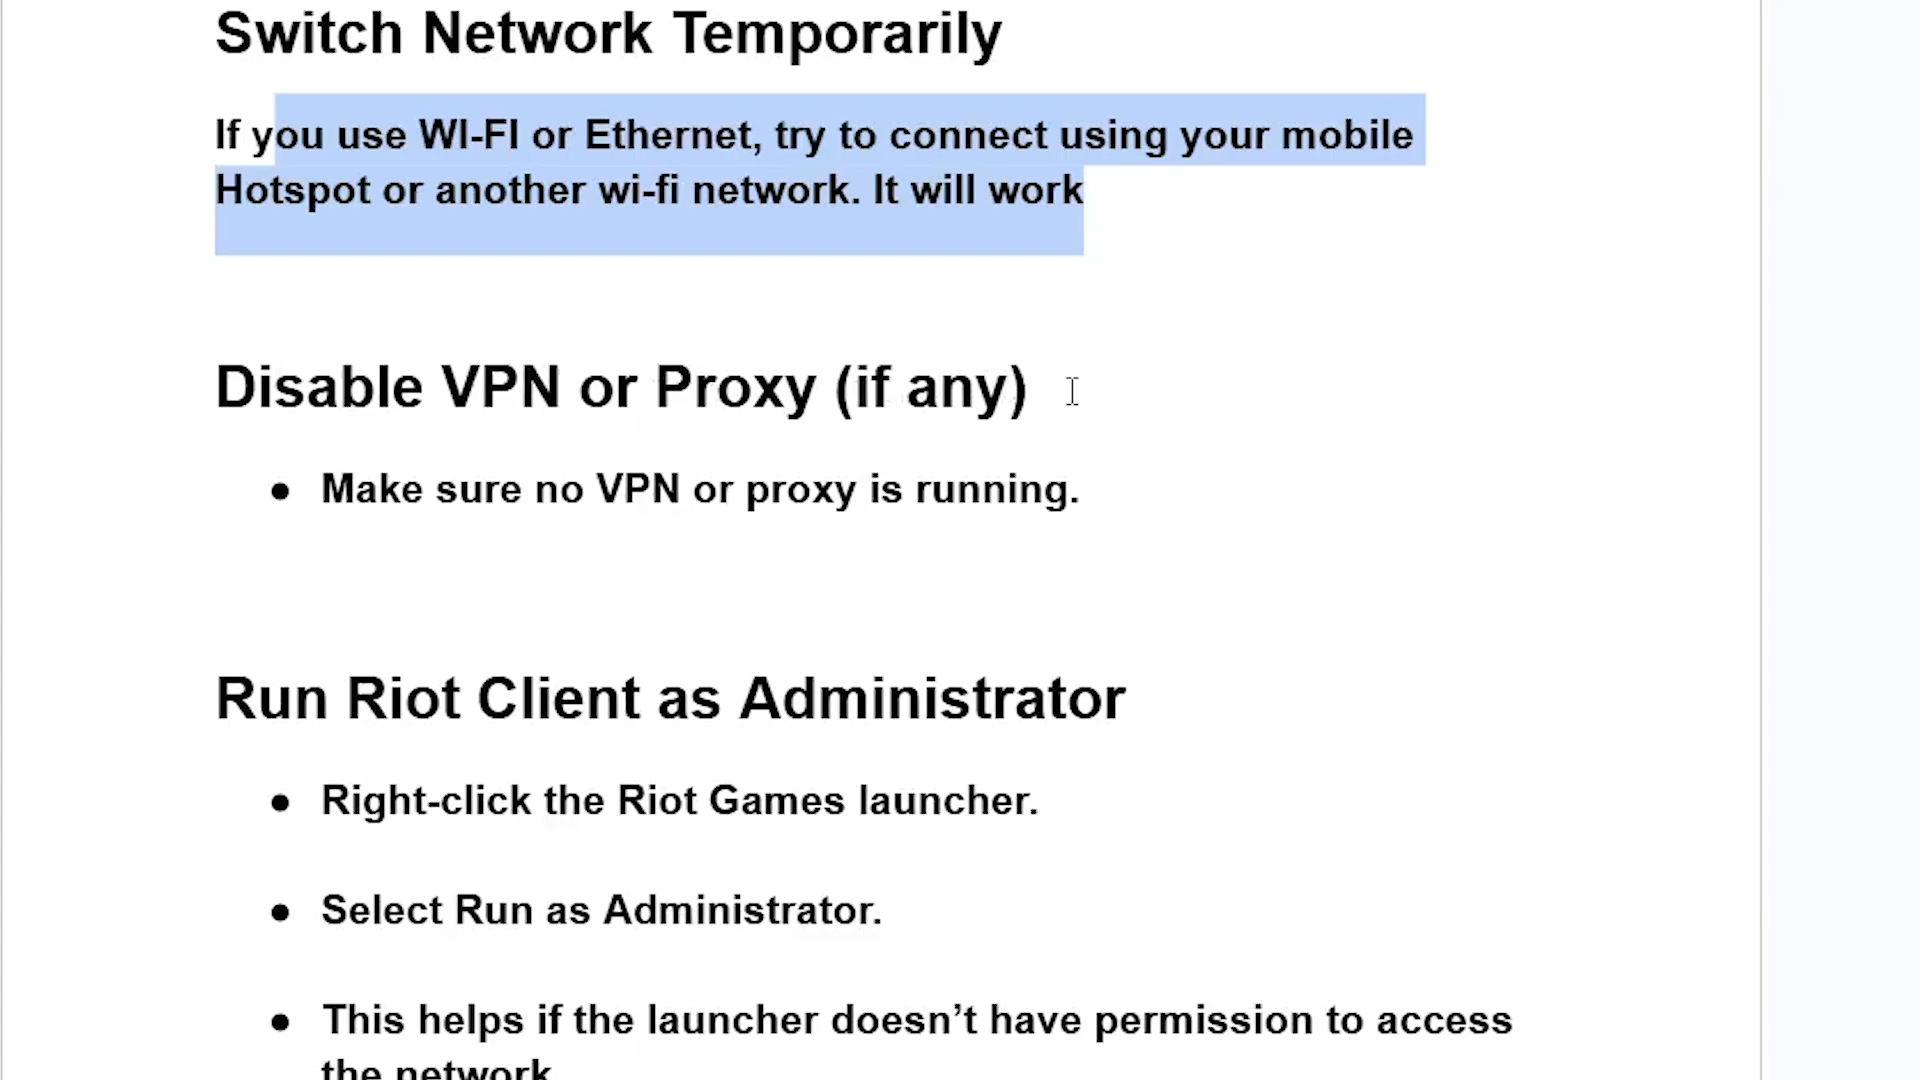 Switch Network Temporarily
If you use WI-FI or Ethernet, try to connect using your mobile
Hotspot or another wi-fi network. It will work
Disable VPN or Proxy (if any)
● Make sure no VPN or proxy is running.
Run Riot Client as Administrator
● Right-click the Riot Games launcher.
● Select Run as Administrator.
● This helps if the launcher doesn’t have permission to access
the network